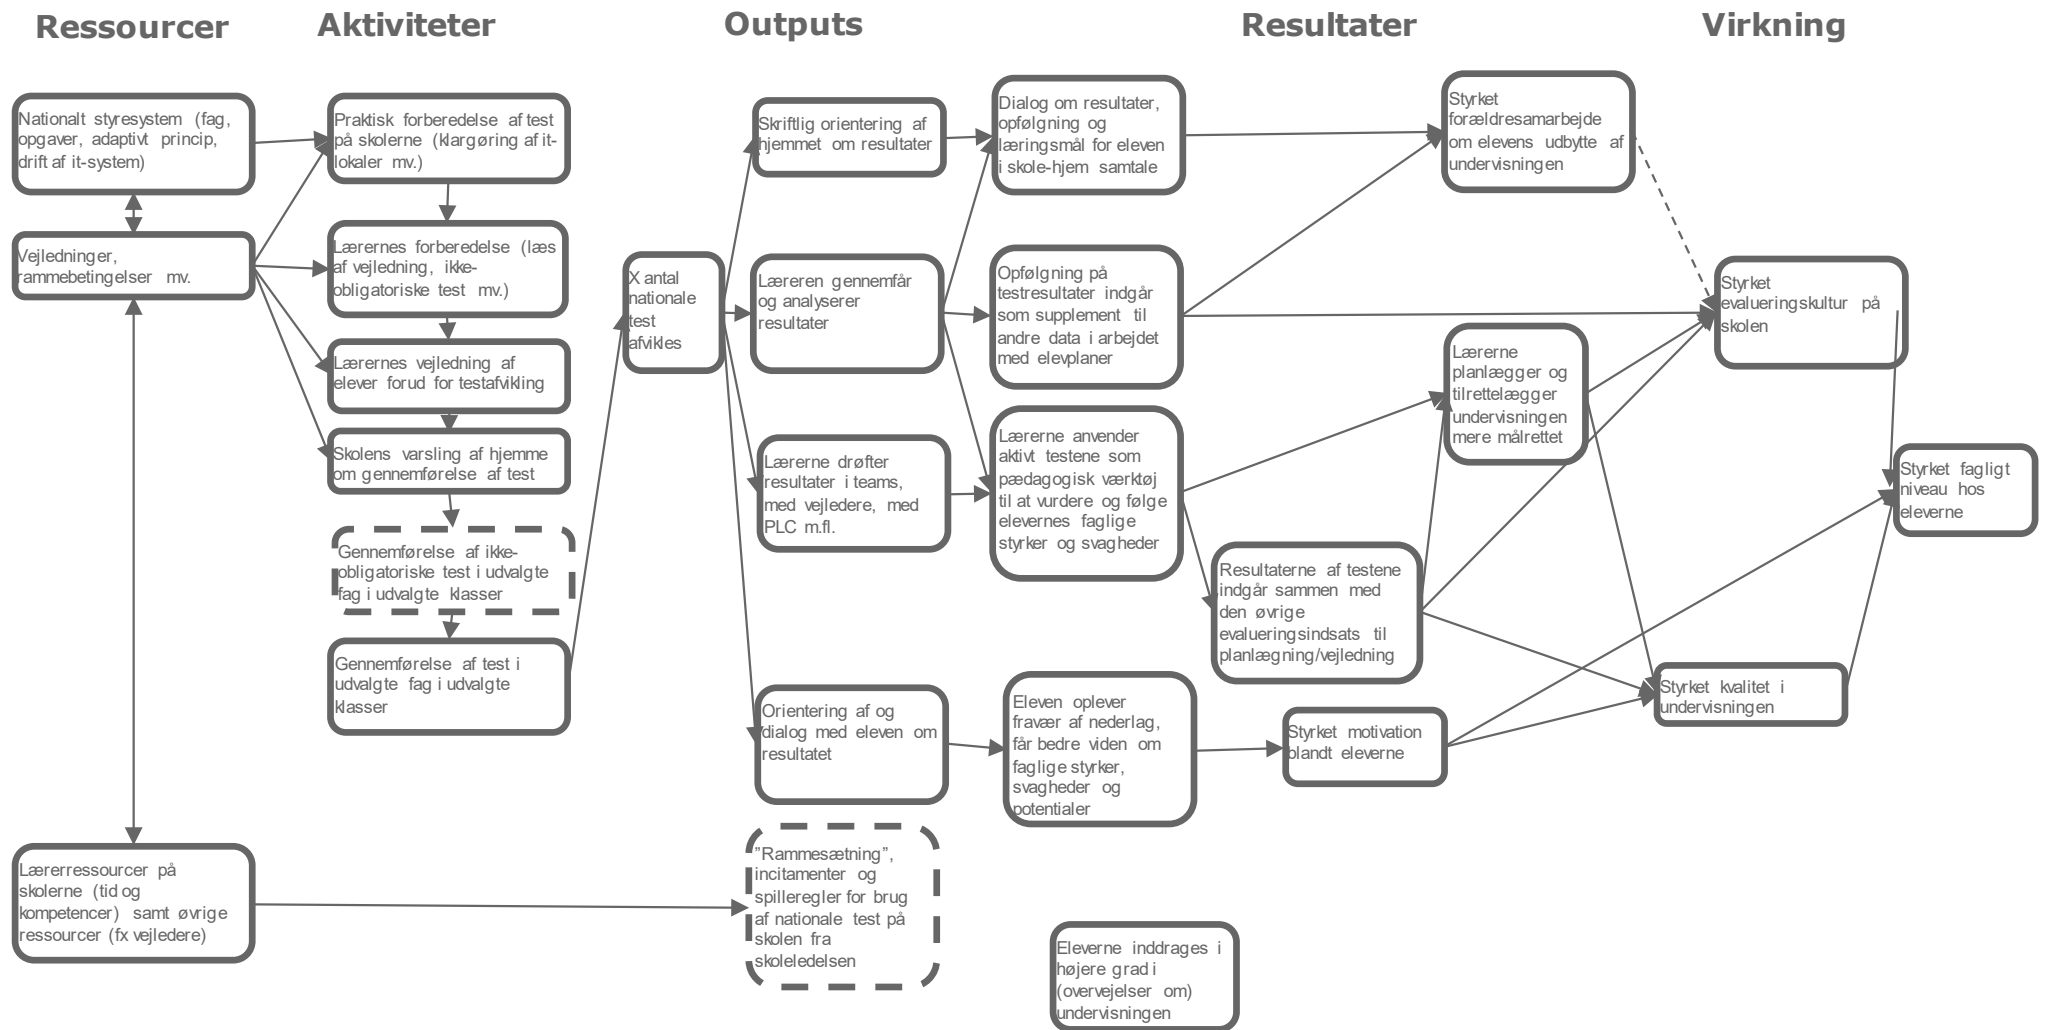 Ressourcer
Aktiviteter
Outputs
Resultater
Virkning
Nationalt styresystem (fag,
opgaver, adaptivt princip,
drift af it-system)
Vejledninger,
rammebetingelser mv.
Lærerressourcer på
skolerne (tid og
kompetencer) samt øvrige
ressourcer (fx vejledere)
Praktisk forberedelse af test
på skolerne (klargøring af it-
lokaler mv.)
Lærernes forberedelse (læs
af vejledning, ikke-
obligatoriske test mv.)
Lærernes vejledning af
elever forud for testafvikling
Skolens varsling af hjemme
om gennemførelse af test
Gennemførelse af ikke-
obligatoriske test i udvalgte
fag i udvalgte klasser
Gennemførelse af test i
udvalgte fag i udvalgte
klasser
X antal
nationale
test
afvikles
Skriftlig orientering af
hjemmet om resultater
Læreren gennemfår
og analyserer
resultater
Lærerne drøfter
resultater i teams,
med vejledere, med
PLC m.fl.
Orientering af og
dialog med eleven om
resultatet
”Rammesætning”,
incitamenter og
spilleregler for brug
af nationale test på
skolen fra
skoleledelsen
Dialog om resultater,
opfølgning og
læringsmål for eleven
i skole-hjem samtale
Opfølgning på
testresultater indgår
som supplement til
andre data i arbejdet
med elevplaner
Lærerne anvender
aktivt testene som
pædagogisk værktøj
til at vurdere og følge
elevernes faglige
styrker og svagheder
Eleven oplever
fravær af nederlag,
får bedre viden om
faglige styrker,
svagheder og
potentialer
Eleverne inddrages i
højere grad i
(overvejelser om)
undervisningen
Styrket
forældresamarbejde
om elevens udbytte af
undervisningen
Lærerne
planlægger og
tilrettelægger
undervisningen
mere målrettet
Resultaterne af testene
indgår sammen med
den øvrige
evalueringsindsats til
planlægning/vejledning
Styrket motivation
blandt eleverne
Styrket
evalueringskultur på
skolen
Styrket kvalitet i
undervisningen
Styrket fagligt
niveau hos
eleverne